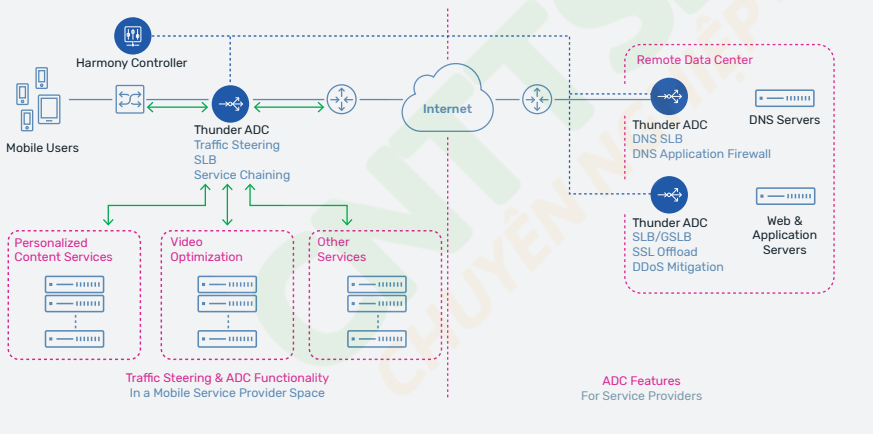 Harmony Controller
Mobile Users
Thunder ADC
Traffic Steering
SLB
Service Chaining
Internet
Remote Data Center
Thunder ADC
DNS SLB
DNS Application Firewall
DNS Servers
Thunder ADC
SLB/GSLB
SSL Offload
DDoS Mitigation
Web &
Application
Servers
Personalized
Content Services
Video
Optimization
Other
Services
Traffic Steering & ADC Functionality
In a Mobile Service Provider Space
ADC Features
For Service Providers
CHUYÊN NGHIỆP